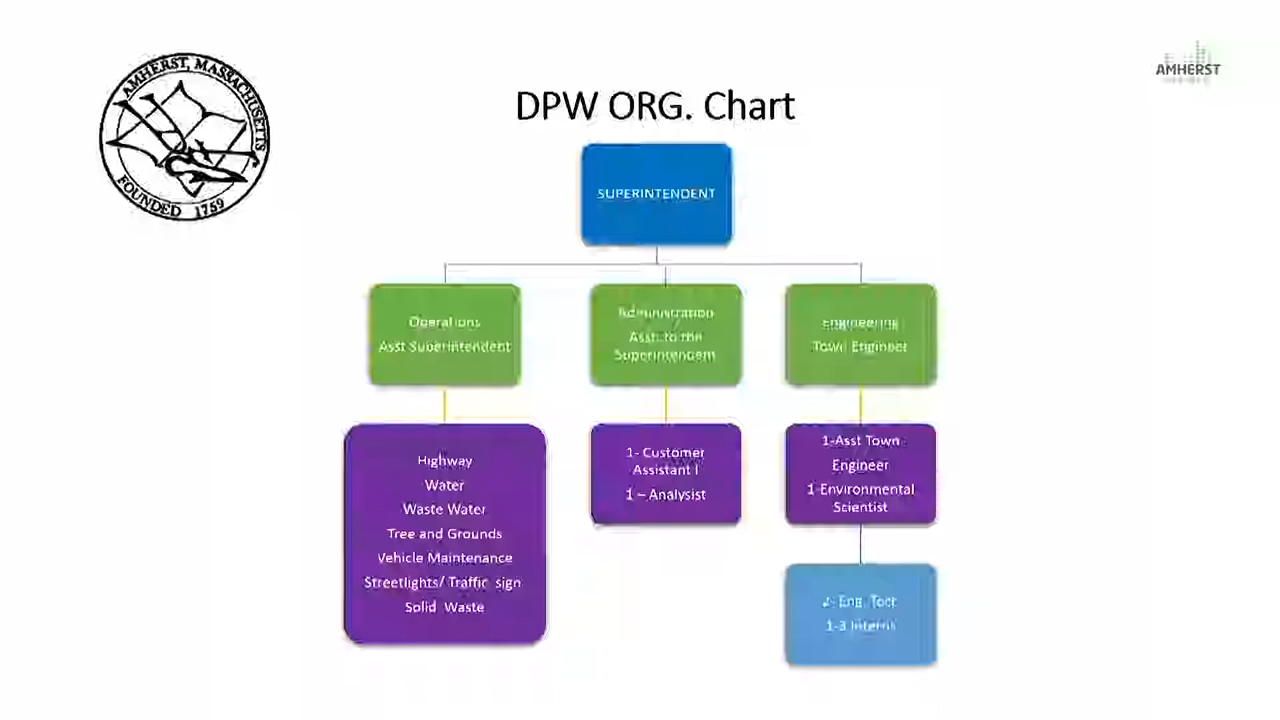 AMHERST, MASSACHUSETTS
FOUNDED 1759
AMHERST
DPW ORG. Chart
SUPERINTENDENT
Operations
Asst Superintendent
Administration
Asst. to the
Superintendent
Engineering
Town Engineer
Highway
Water
Waste Water
Tree and Grounds
Vehicle Maintenance
Streetlights/ Traffic sign
Solid Waste
1- Customer
Assistant I
1 – Analysist
1-Asst Town
Engineer
1-Environmental
Scientist
2- Eng. Tech
1-3 Interns